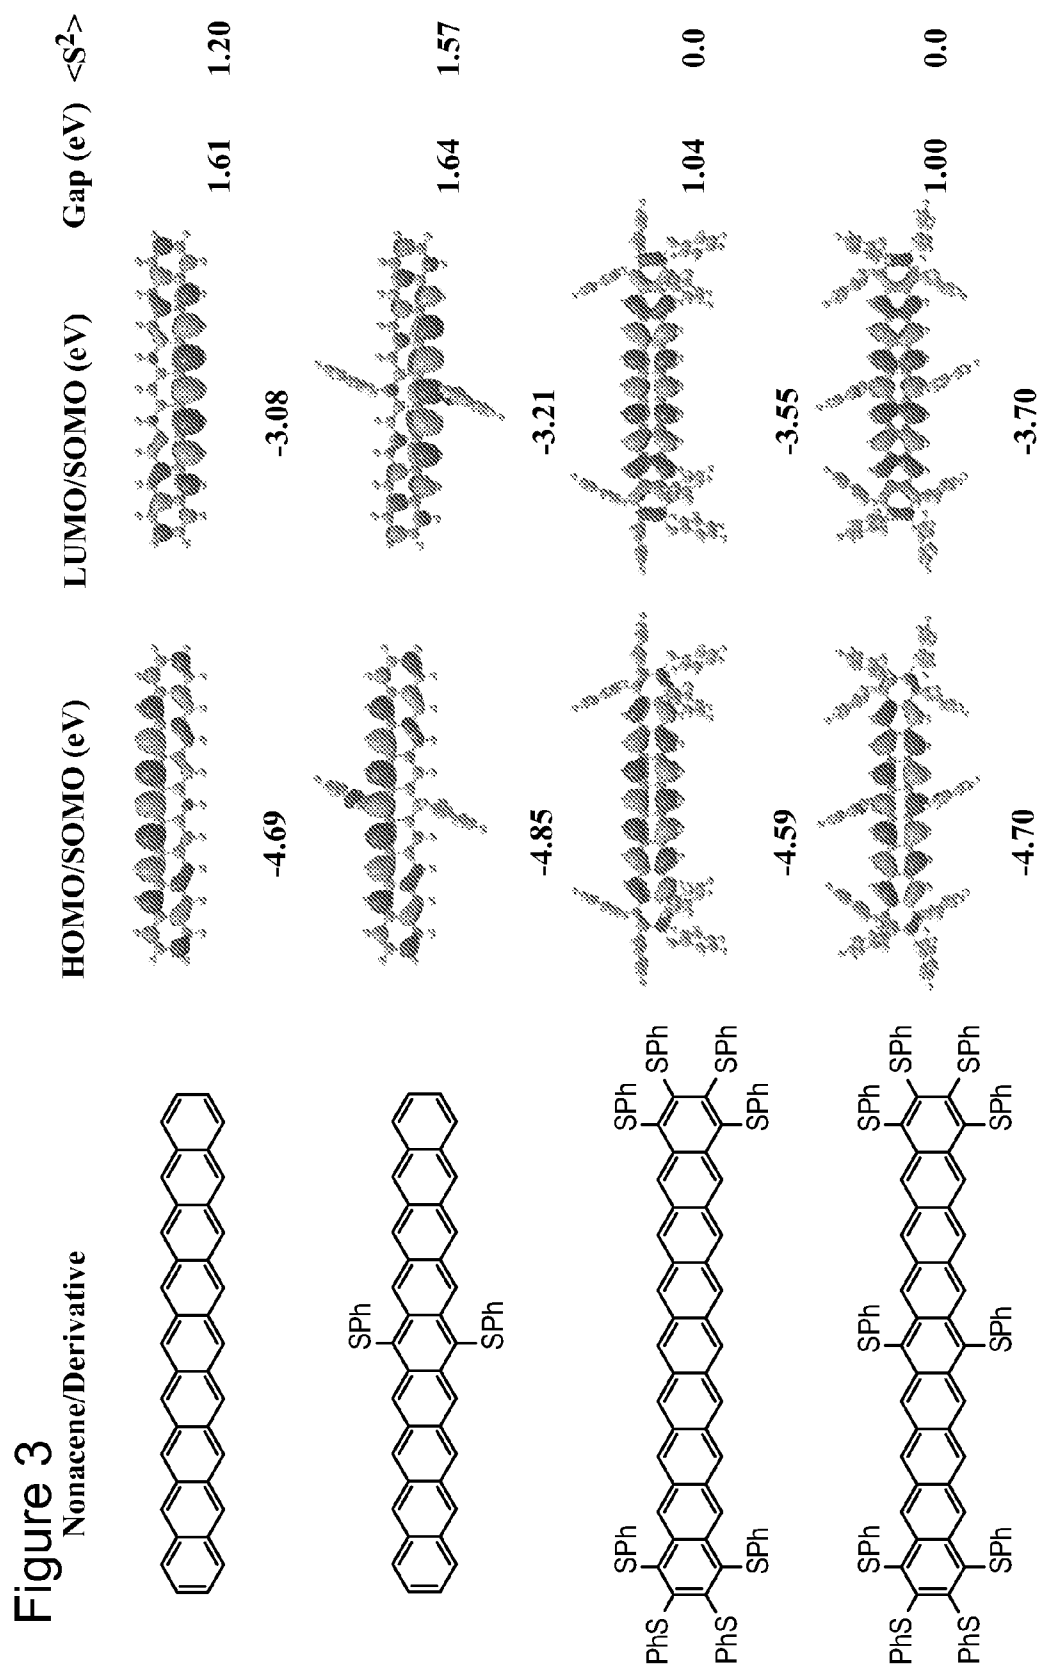 Figure 3
Nonacene/Derivative HOMO/SOMO (eV) LUMO/SOMO (eV) Gap (eV) <S²>
-4.69 -3.08 1.61 1.20
SPh
SPh
-4.85 -3.21 1.64 1.57
SPh SPh
PhS SPh
PhS SPh
SPh SPh
-4.59 -3.55 1.04 0.0
SPh SPh SPh
PhS SPh
PhS SPh
SPh SPh SPh
-4.70 -3.70 1.00 0.0